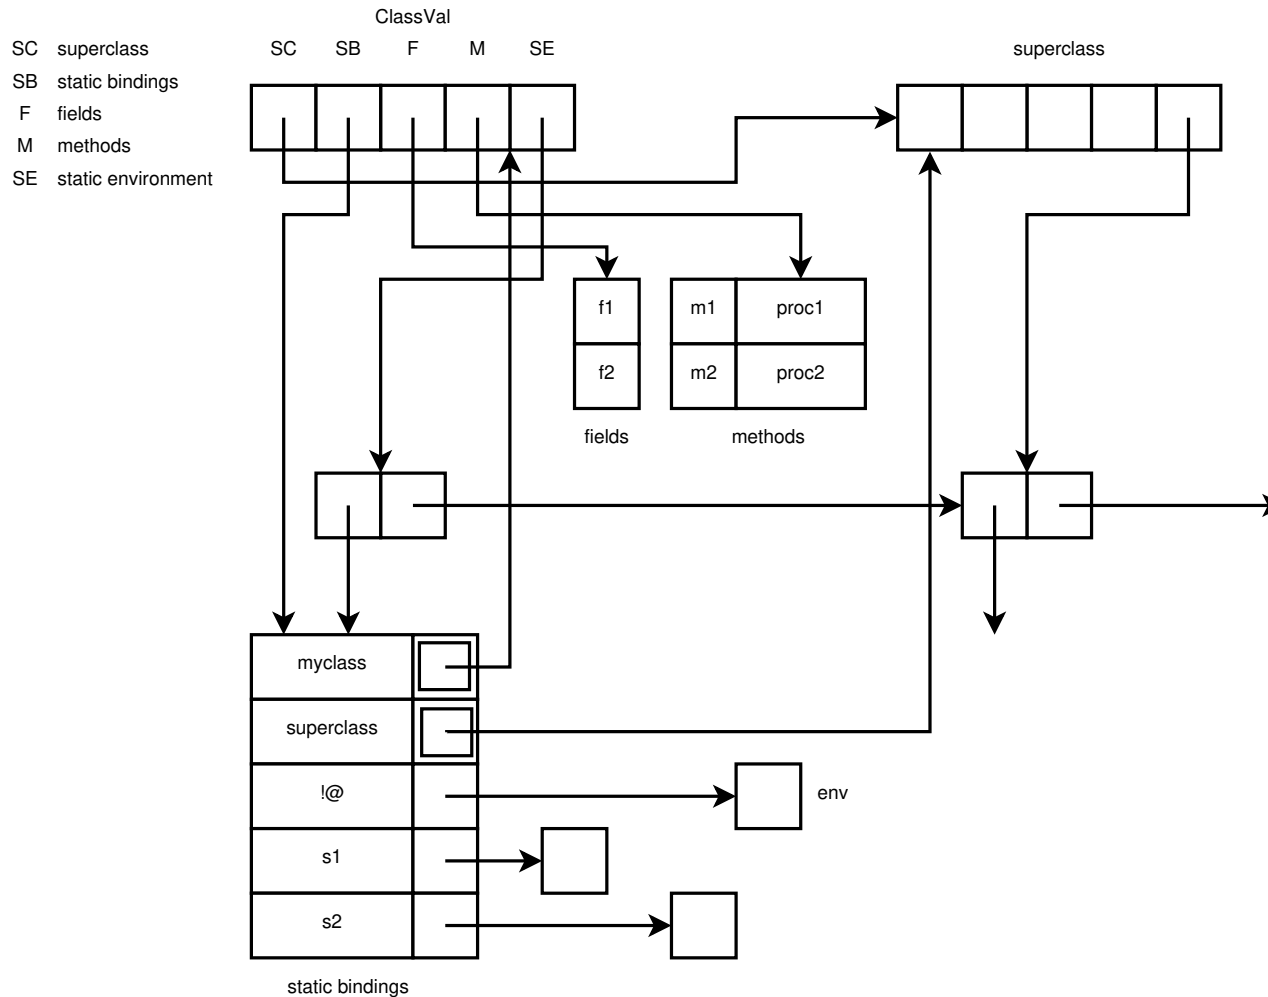 ClassVal
SC superclass
SB static bindings
F fields
M methods
SE static environment
SC SB F M SE
superclass
f1
f2
fields
m1 proc1
m2 proc2
methods
myclass
superclass
!@
env
s1
s2
static bindings